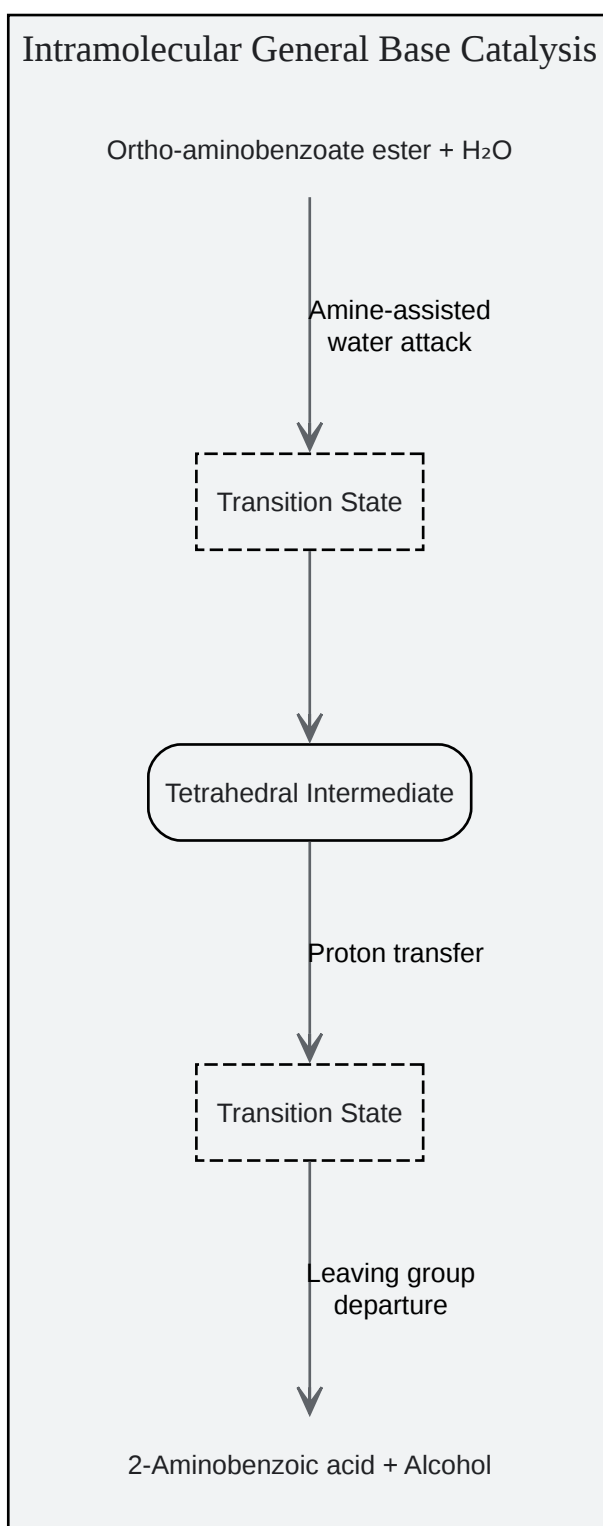 Intramolecular General Base Catalysis
Ortho-aminobenzoate ester + H₂O
Amine-assisted
water attack
Transition State
Tetrahedral Intermediate
Proton transfer
Transition State
Leaving group
departure
2-Aminobenzoic acid + Alcohol